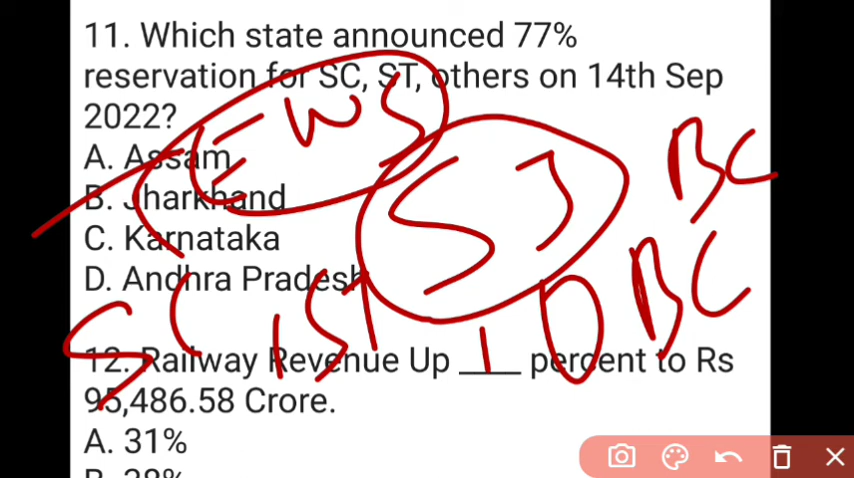 11. Which state announced 77%
reservation for SC, ST, others on 14th Sep
2022?
A. Assam
B. Jharkhand
C. Karnataka
D. Andhra Pradesh
12. Railway Revenue Up ____ percent to Rs
95,486.58 Crore.
A. 31%
EWS
BC
SC ST OBC